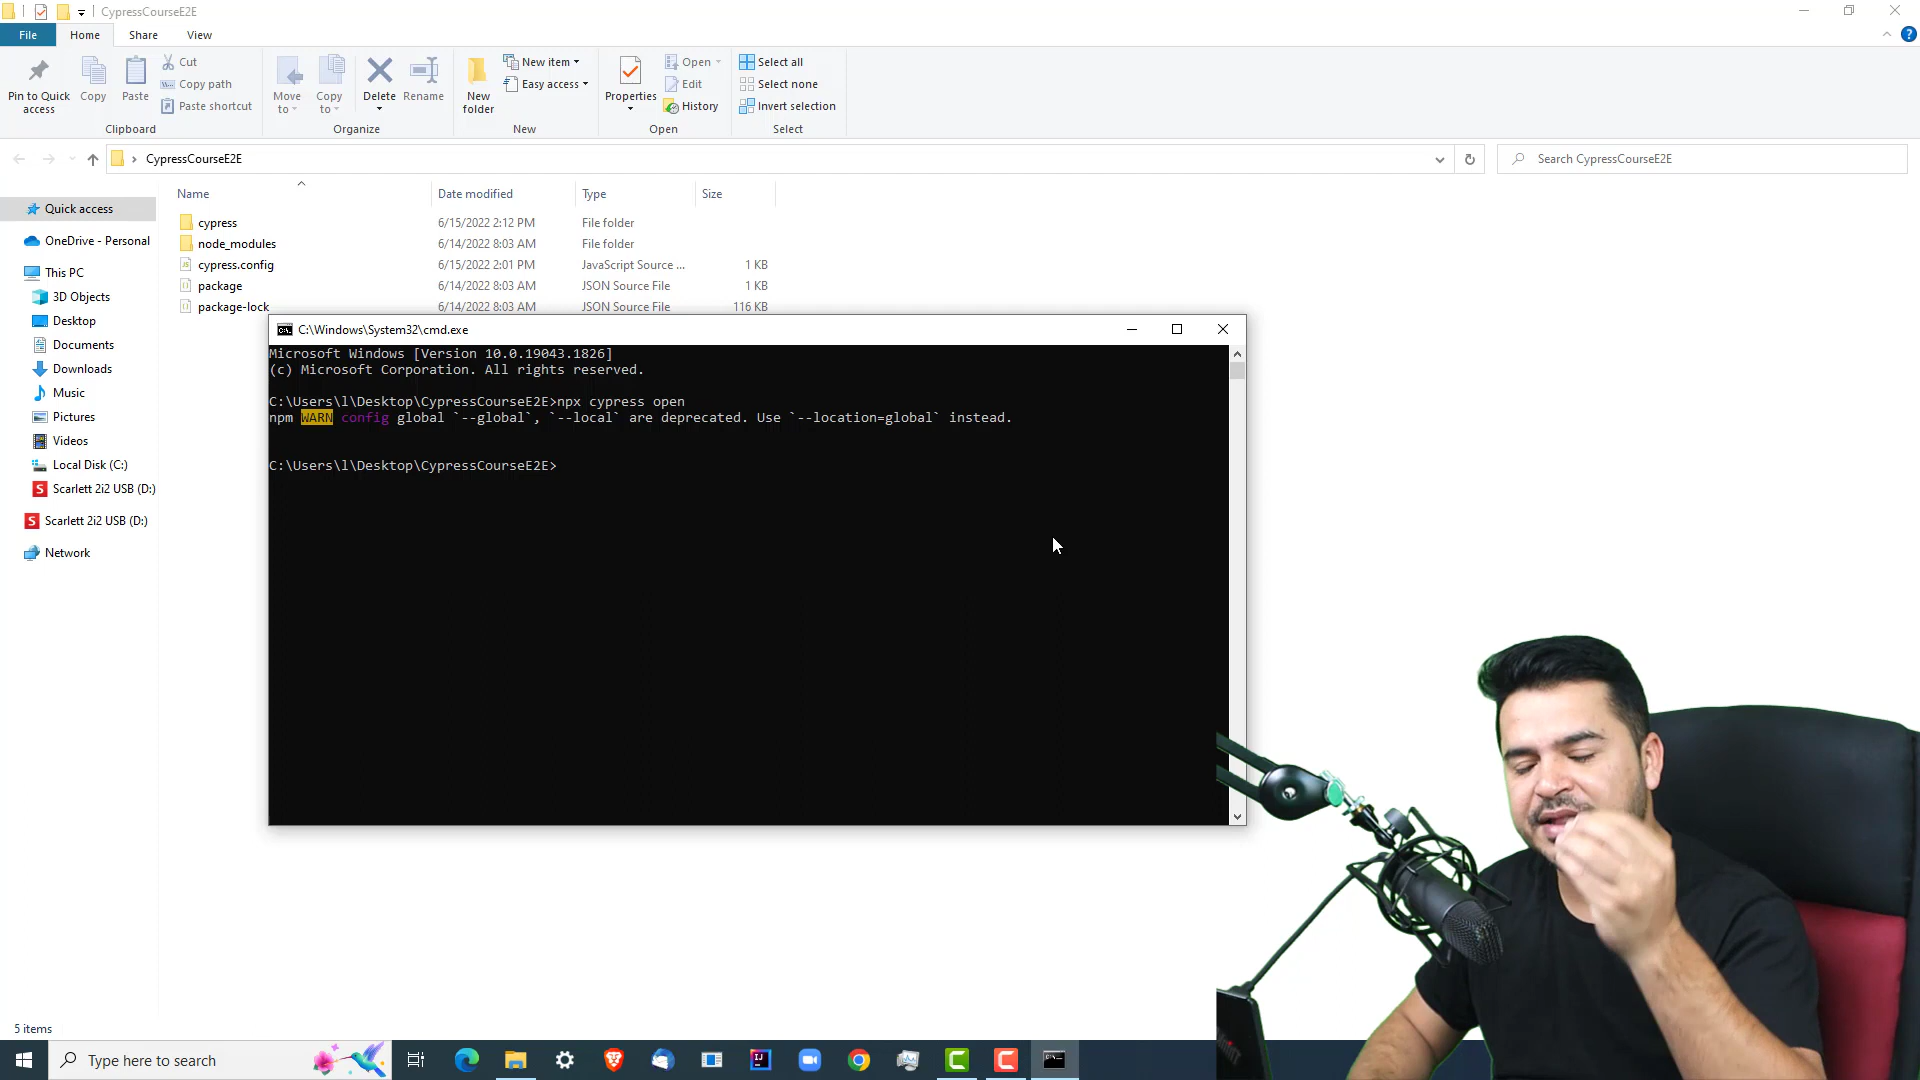 CypressCourseE2E
File Home Share View
Pin to Quick access
Copy
Paste
Cut
Copy path
Paste shortcut
Clipboard
Move to
Copy to
Delete
Rename
Organize
New folder
New item
Easy access
New
Properties
Open
Edit
History
Open
Select all
Select none
Invert selection
Select
CypressCourseE2E
Search CypressCourseE2E
Name Date modified Type Size
cypress 6/15/2022 2:12 PM File folder
node_modules 6/14/2022 8:03 AM File folder
cypress.config 6/15/2022 2:01 PM JavaScript Source ... 1 KB
package 6/14/2022 8:03 AM JSON Source File 1 KB
package-lock 6/14/2022 8:03 AM JSON Source File 116 KB
Quick access
OneDrive - Personal
This PC
3D Objects
Desktop
Documents
Downloads
Music
Pictures
Videos
Local Disk (C:)
Scarlett 2i2 USB (D:)
Scarlett 2i2 USB (D:)
Network
C:\Windows\System32\cmd.exe
Microsoft Windows [Version 10.0.19043.1826]
(c) Microsoft Corporation. All rights reserved.
C:\Users\l\Desktop\CypressCourseE2E>npx cypress open
npm WARN config global `--global`, `--local` are deprecated. Use `--location=global` instead.
C:\Users\l\Desktop\CypressCourseE2E>
5 items
Type here to search